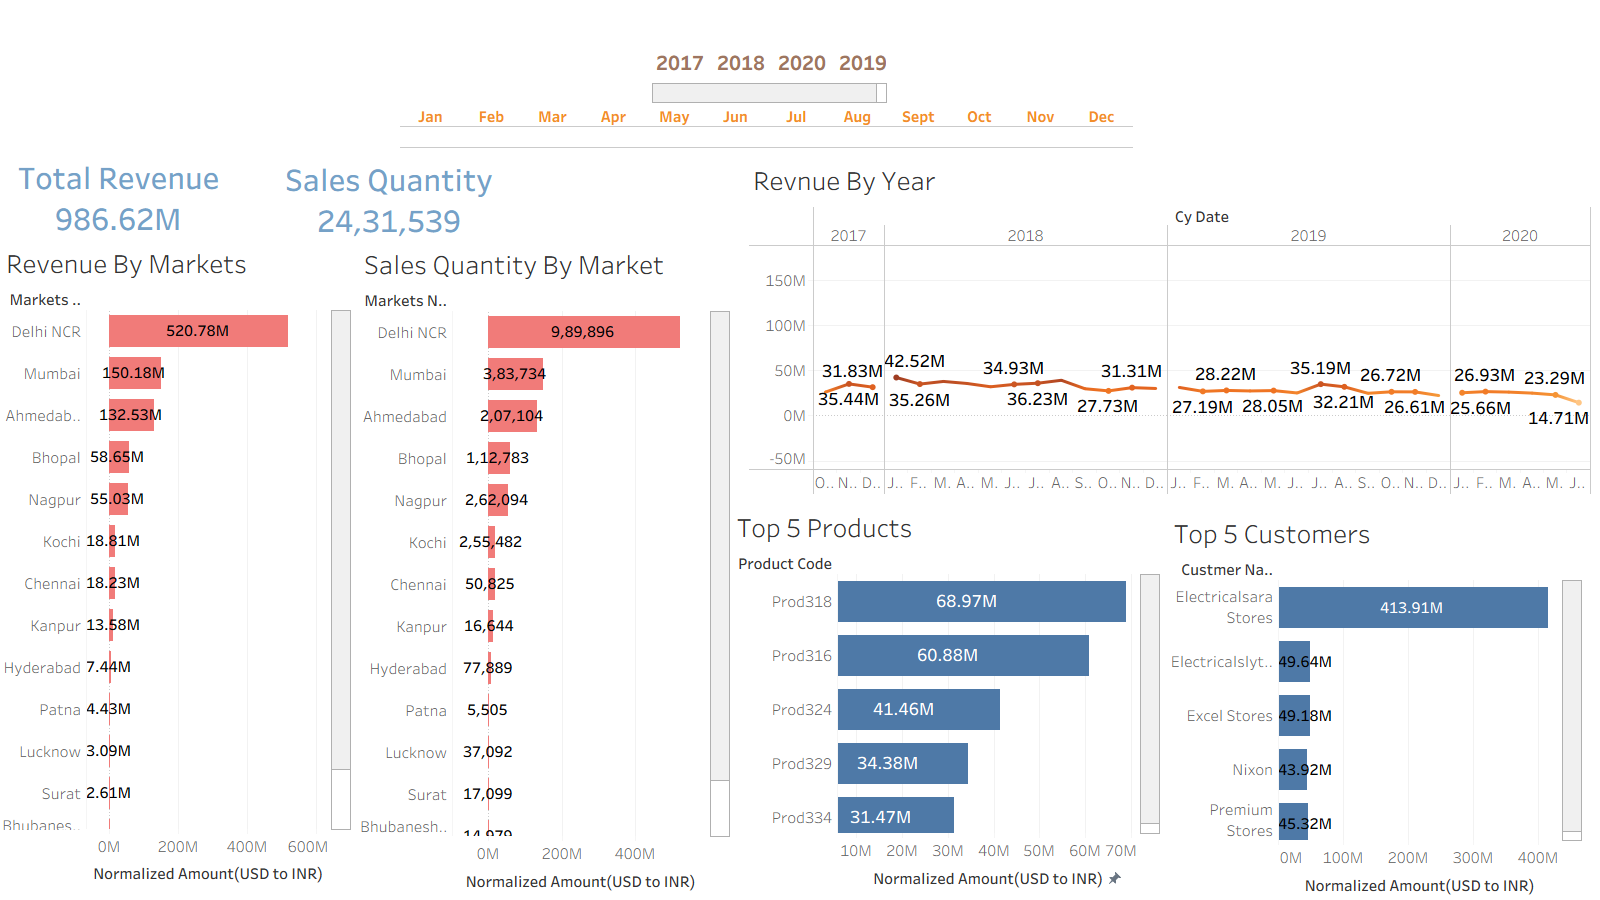 2017 2018 2020 2019
Jan Feb Mar Apr May Jun Jul Aug Sept Oct Nov Dec
Total Revenue
986.62M
Sales Quantity
24,31,539
Revenue By Markets
Markets ..
Delhi NCR 520.78M
Mumbai 150.18M
Ahmedab.. 132.53M
Bhopal 58.65M
Nagpur 55.03M
Kochi 18.81M
Chennai 18.23M
Kanpur 13.58M
Hyderabad 7.44M
Patna 4.43M
Lucknow 3.09M
Surat 2.61M
Bhubanes..
0M 200M 400M 600M
Normalized Amount(USD to INR)
Sales Quantity By Market
Markets N..
Delhi NCR 9,89,896
Mumbai 3,83,734
Ahmedabad 2,07,104
Bhopal 1,12,783
Nagpur 2,62,094
Kochi 2,55,482
Chennai 50,825
Kanpur 16,644
Hyderabad 77,889
Patna 5,505
Lucknow 37,092
Surat 17,099
Bhubanesh.. 14,979
0M 200M 400M
Normalized Amount(USD to INR)
Revnue By Year
Cy Date
2017 2018 2019 2020
150M
100M
50M
0M
-50M
31.83M 42.52M 34.93M 31.31M 28.22M 35.19M 26.72M 26.93M 23.29M
35.44M 35.26M 36.23M 27.73M 27.19M 28.05M 32.21M 26.61M 25.66M 14.71M
O.. N.. D.. J.. F.. M. A.. M. J.. J.. A.. S.. O.. N.. D.. J.. F.. M. A.. M. J.. J.. A.. S.. O.. N.. D.. J.. F.. M. A.. M. J..
Top 5 Products
Product Code
Prod318 68.97M
Prod316 60.88M
Prod324 41.46M
Prod329 34.38M
Prod334 31.47M
10M 20M 30M 40M 50M 60M 70M
Normalized Amount(USD to INR)
Top 5 Customers
Custmer Na..
Electricalsara
Stores 413.91M
Electricalslyt.. 49.64M
Excel Stores 49.18M
Nixon 43.92M
Premium
Stores 45.32M
0M 100M 200M 300M 400M
Normalized Amount(USD to INR)